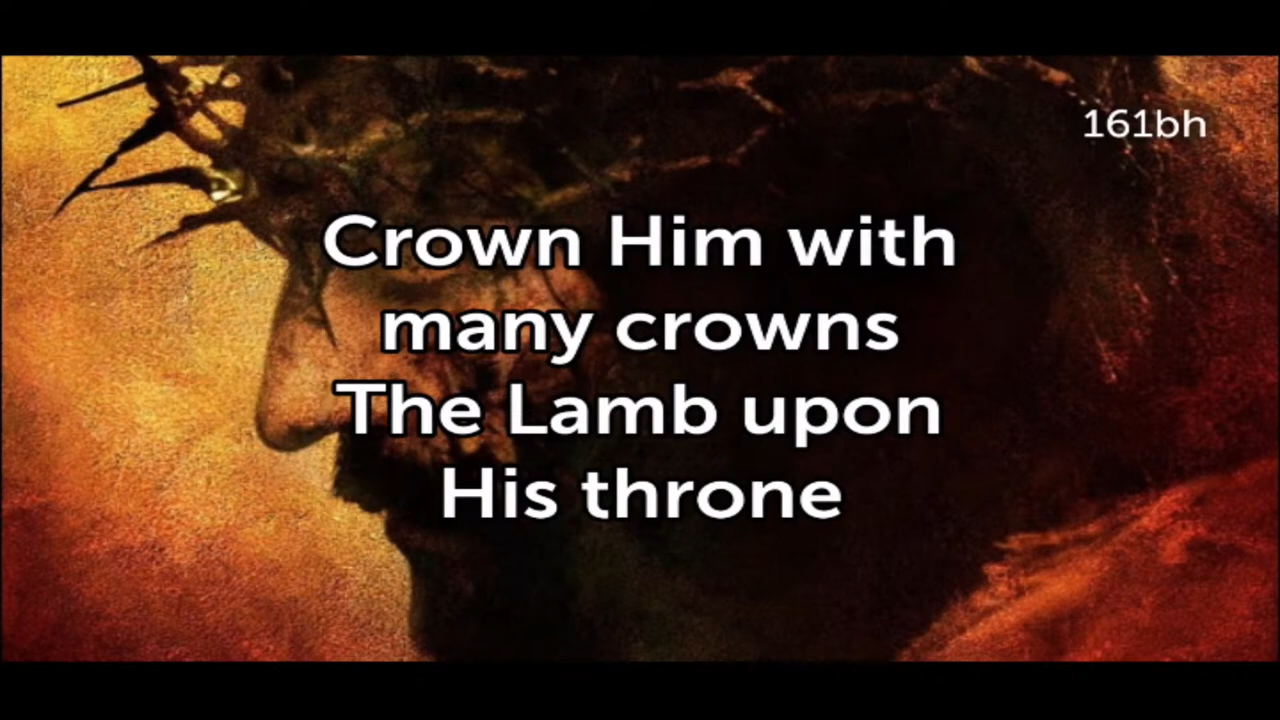 161bh
Crown Him with
many crowns
The Lamb upon
His throne